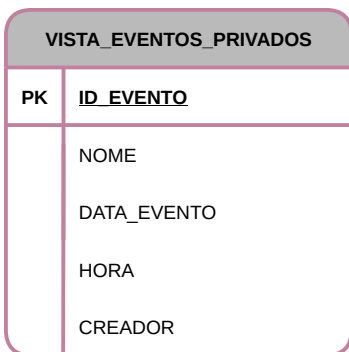 VISTA_EVENTOS_PRIVADOS
PK ID_EVENTO
NOME
DATA_EVENTO
HORA
CREADOR